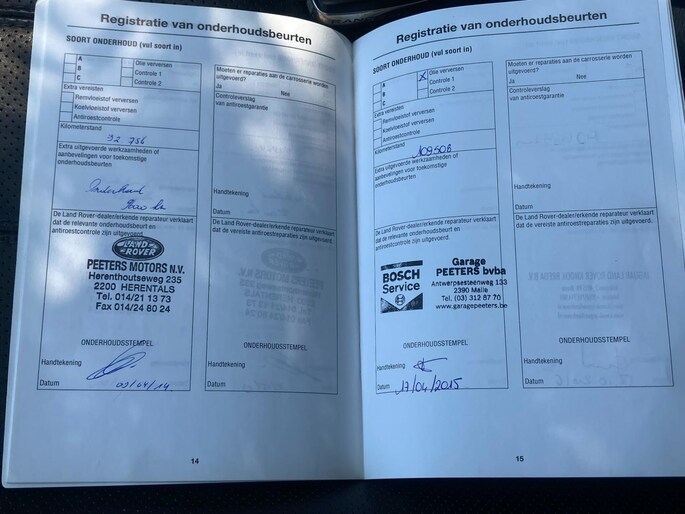 Registratie van onderhoudsbeurten
SOORT ONDERHOUD (vul soort in)
A
B
C
Olie verversen
Controle 1
Controle 2
Extra vereisten
Remvloeistof verversen
Koelvloeistof verversen
Antiroestcontrole
Kilometerstand
92 756
Extra uitgevoerde werkzaamheden of
aanbevelingen voor toekomstige
onderhoudsbeurten
Onderhoud
De Land Rover-dealer/erkende reparateur verklaart
dat de relevante onderhoudsbeurt en
antiroestcontrole zijn uitgevoerd.
LAND
ROVER
PEETERS MOTORS N.V.
Herenthoutseweg 235
2200 HERENTALS
Tel. 014/21 13 73
Fax 014/24 80 24
ONDERHOUDSSTEMPEL
Handtekening
Datum
Moeten er reparaties aan de carrosserie worden
uitgevoerd?
Ja Nee
Controleverslag
van antiroestgarantie
Handtekening
Datum
De Land Rover-dealer/erkende reparateur verklaart
dat de vereiste antiroestreparaties zijn uitgevoerd.
ONDERHOUDSSTEMPEL
Handtekening
Datum
14
Registratie van onderhoudsbeurten
SOORT ONDERHOUD (vul soort in)
A
B
C
X
Olie verversen
Controle 1
Controle 2
Extra vereisten
Remvloeistof verversen
Koelvloeistof verversen
Antiroestcontrole
Kilometerstand
109508
Extra uitgevoerde werkzaamheden of
aanbevelingen voor toekomstige
onderhoudsbeurten
De Land Rover-dealer/erkende reparateur verklaart
dat de relevante onderhoudsbeurt en
antiroestcontrole zijn uitgevoerd.
BOSCH
Service
Garage
PEETERS bvba
Antwerpsesteenweg 133
2390 Malle
Tel. (03) 312 87 70
www.garagepeeters.be
ONDERHOUDSSTEMPEL
Handtekening
Datum 17/04/2015
Moeten er reparaties aan de carrosserie worden
uitgevoerd?
Ja Nee
Controleverslag
van antiroestgarantie
Handtekening
Datum
De Land Rover-dealer/erkende reparateur verklaart
dat de vereiste antiroestreparaties zijn uitgevoerd.
ONDERHOUDSSTEMPEL
Handtekening
Datum
15